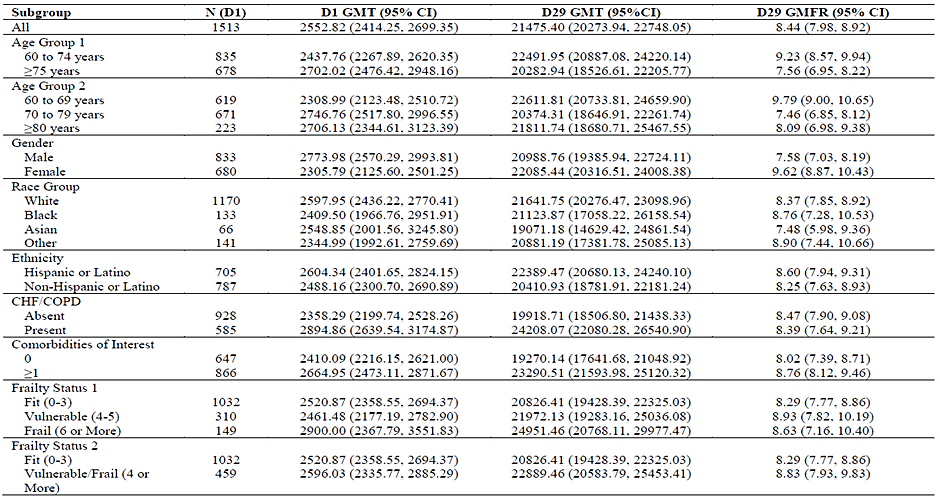 Subgroup N (D1) D1 GMT (95% CI) D29 GMT (95%CI) D29 GMFR (95% CI)
All 1513 2552.82 (2414.25, 2699.35) 21475.40 (20273.94, 22748.05) 8.44 (7.98, 8.92)
Age Group 1
60 to 74 years 835 2437.76 (2267.89, 2620.35) 22491.95 (20887.08, 24220.14) 9.23 (8.57, 9.94)
≥75 years 678 2702.02 (2476.42, 2948.16) 20282.94 (18526.61, 22205.77) 7.56 (6.95, 8.22)
Age Group 2
60 to 69 years 619 2308.99 (2123.48, 2510.72) 22611.81 (20733.81, 24659.90) 9.79 (9.00, 10.65)
70 to 79 years 671 2746.76 (2517.80, 2996.55) 20374.31 (18646.91, 22261.74) 7.46 (6.85, 8.12)
≥80 years 223 2706.13 (2344.61, 3123.39) 21811.74 (18680.71, 25467.55) 8.09 (6.98, 9.38)
Gender
Male 833 2773.98 (2570.29, 2993.81) 20988.76 (19385.94, 22724.11) 7.58 (7.03, 8.19)
Female 680 2305.79 (2125.60, 2501.25) 22085.44 (20316.51, 24008.38) 9.62 (8.87, 10.43)
Race Group
White 1170 2597.95 (2436.22, 2770.41) 21641.75 (20276.47, 23098.96) 8.37 (7.85, 8.92)
Black 133 2409.50 (1966.76, 2951.91) 21123.87 (17058.22, 26158.54) 8.76 (7.28, 10.53)
Asian 66 2548.85 (2001.56, 3245.80) 19071.18 (14629.42, 24861.54) 7.48 (5.98, 9.36)
Other 141 2344.99 (1992.61, 2759.69) 20881.19 (17381.78, 25085.13) 8.90 (7.44, 10.66)
Ethnicity
Hispanic or Latino 705 2604.34 (2401.65, 2824.15) 22389.47 (20680.13, 24240.10) 8.60 (7.94, 9.31)
Non-Hispanic or Latino 787 2488.16 (2300.70, 2690.89) 20410.93 (18781.91, 22181.24) 8.25 (7.63, 8.93)
CHF/COPD
Absent 928 2358.29 (2199.74, 2528.26) 19918.71 (18506.80, 21438.33) 8.47 (7.90, 9.08)
Present 585 2894.86 (2639.54, 3174.87) 24208.07 (22080.28, 26540.90) 8.39 (7.64, 9.21)
Comorbidities of Interest
0 647 2410.09 (2216.15, 2621.00) 19270.14 (17641.68, 21048.92) 8.02 (7.39, 8.71)
≥1 866 2664.95 (2473.11, 2871.67) 23290.51 (21593.98, 25120.32) 8.76 (8.12, 9.46)
Frailty Status 1
Fit (0-3) 1032 2520.87 (2358.55, 2694.37) 20826.41 (19428.39, 22325.03) 8.29 (7.77, 8.86)
Vulnerable (4-5) 310 2461.48 (2177.19, 2782.90) 21972.13 (19283.16, 25036.08) 8.93 (7.82, 10.19)
Frail (6 or More) 149 2900.00 (2367.79, 3551.83) 24951.46 (20768.11, 29977.47) 8.63 (7.16, 10.40)
Frailty Status 2
Fit (0-3) 1032 2520.87 (2358.55, 2694.37) 20826.41 (19428.39, 22325.03) 8.29 (7.77, 8.86)
Vulnerable/Frail (4 or 459 2596.03 (2335.77, 2885.29) 22889.46 (20583.79, 25453.41) 8.83 (7.93, 9.83)
More)